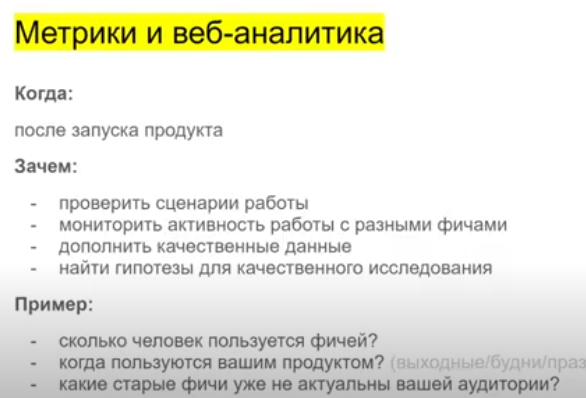 Метрики и веб-аналитика
Когда:
после запуска продукта
Зачем:
- проверить сценарии работы
- мониторить активность работы с разными фичами
- дополнить качественные данные
- найти гипотезы для качественного исследования
Пример:
- сколько человек пользуется фичей?
- когда пользуются вашим продуктом? (выходные/будни/праз
- какие старые фичи уже не актуальны вашей аудитории?